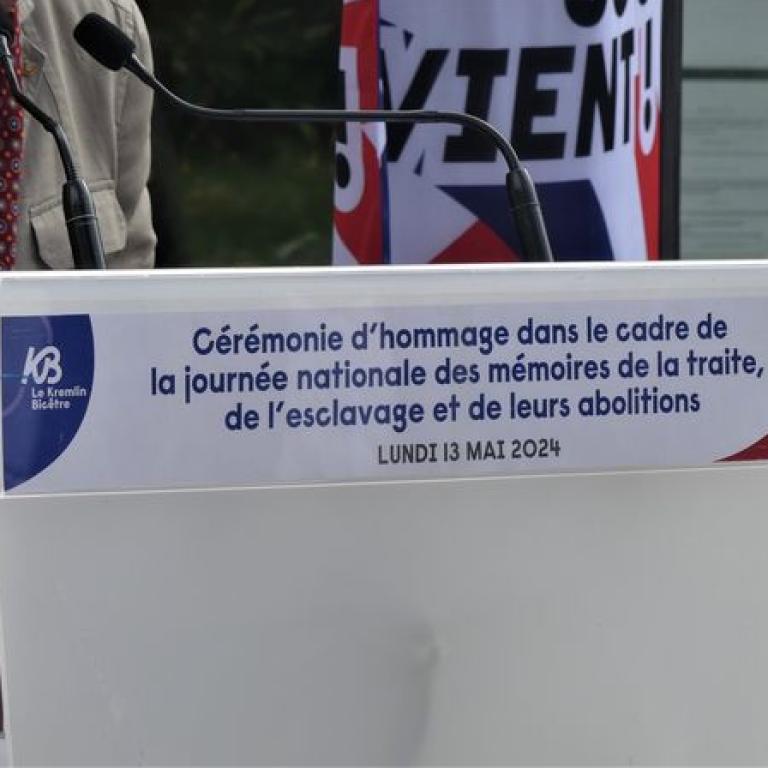 VIENT!
Cérémonie d'hommage dans le cadre de
la journée nationale des mémoires de la traite,
de l'esclavage et de leurs abolitions
LUNDI 13 MAI 2024
KB
Le Kremlin
Bicêtre